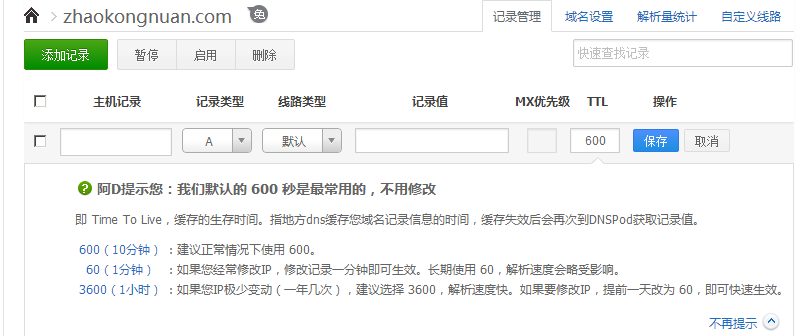 zhaokongnuan.com 免 记录管理 域名设置 解析量统计 自定义线路
添加记录 暂停 启用 删除 快速查找记录
主机记录 记录类型 线路类型 记录值 MX优先级 TTL 操作
A 默认 600 保存 取消
? 阿D提示您：我们默认的 600 秒是最常用的，不用修改
即 Time To Live，缓存的生存时间。指地方dns缓存您域名记录信息的时间，缓存失效后会再次到DNSPod获取记录值。
600（10分钟）：建议正常情况下使用 600。
60（1分钟）：如果您经常修改IP，修改记录一分钟即可生效。长期使用 60，解析速度会略受影响。
3600（1小时）：如果您IP极少变动（一年几次），建议选择 3600，解析速度快。如果要修改IP，提前一天改为 60，即可快速生效。
不再提示